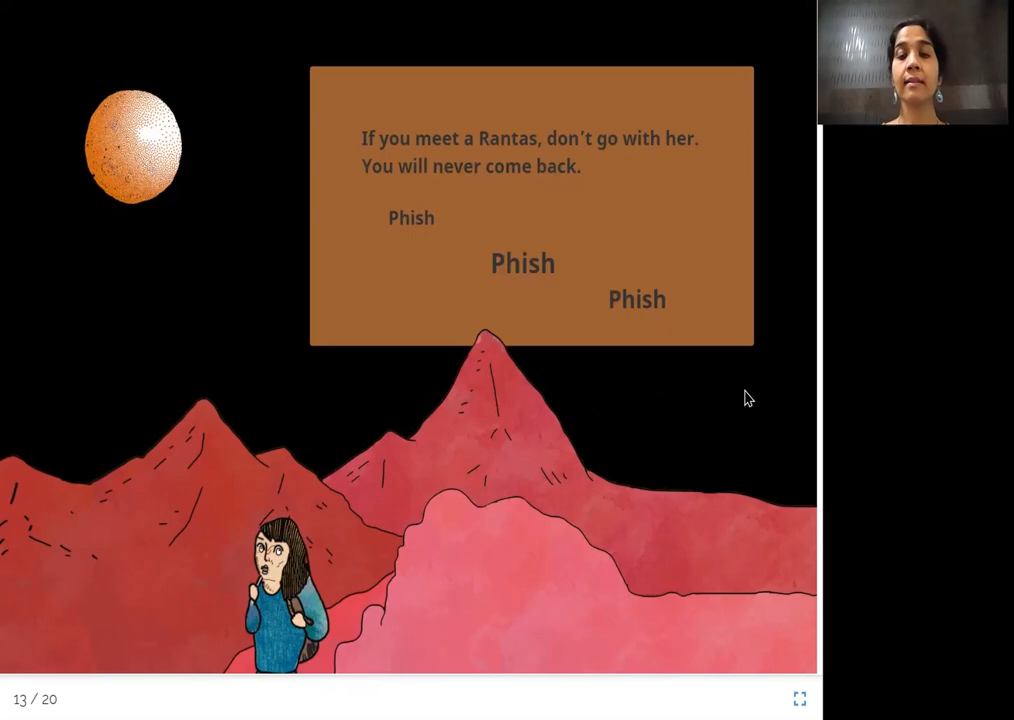 If you meet a Rantas, don't go with her.
You will never come back.
Phish
Phish
Phish
13 / 20